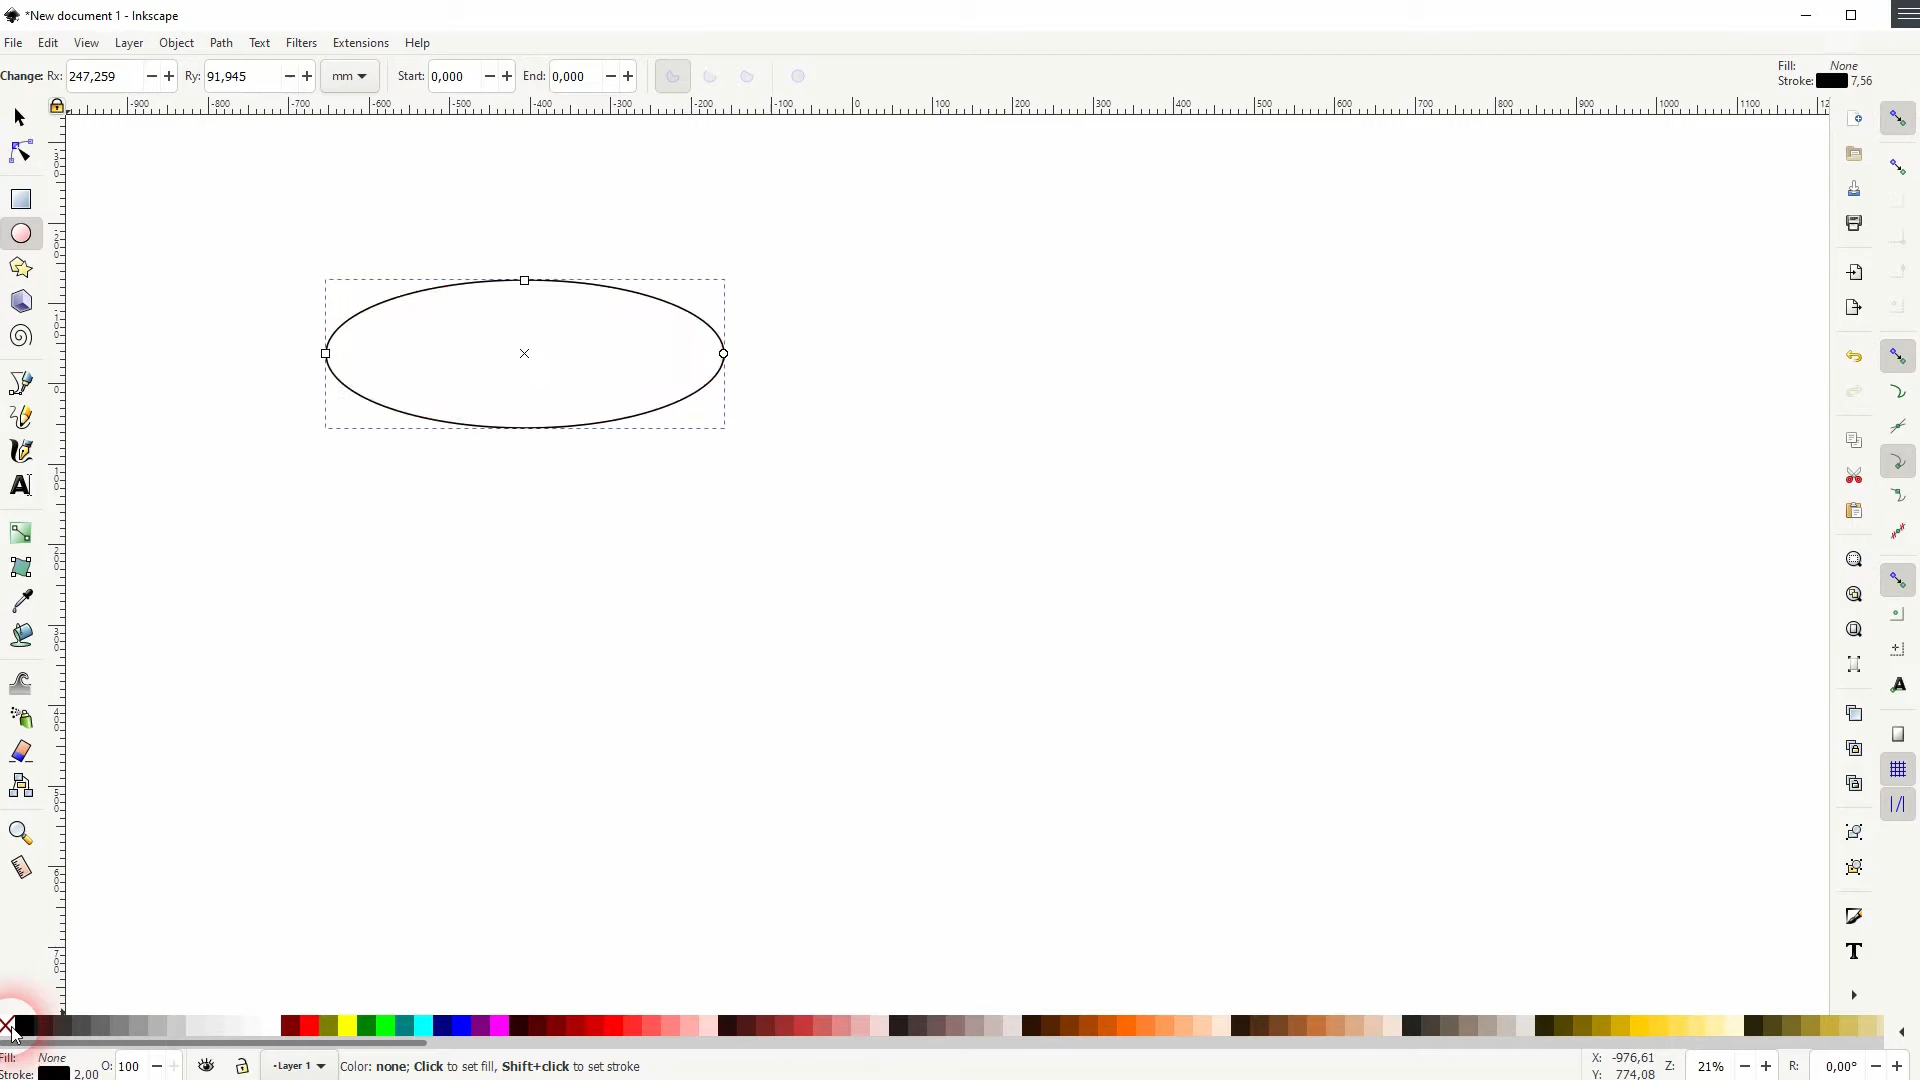 *New document 1 - Inkscape
File Edit View Layer Object Path Text Filters Extensions Help
Change: Rx: 247,259 Ry: 91,945 mm Start: 0,000 End: 0,000 Fill: None
Stroke: 7,56
-900 -800 -700 -600 -500 -400 -300 -200 -100 0 100 200 300 400 500 600 700 800 900 1000 1100
Fill: None
Stroke: 2,00
O: 100 Layer 1 Color: none; Click to set fill, Shift+click to set stroke
X: -976,61
Y: 774,08
Z: 21% R: 0,00°